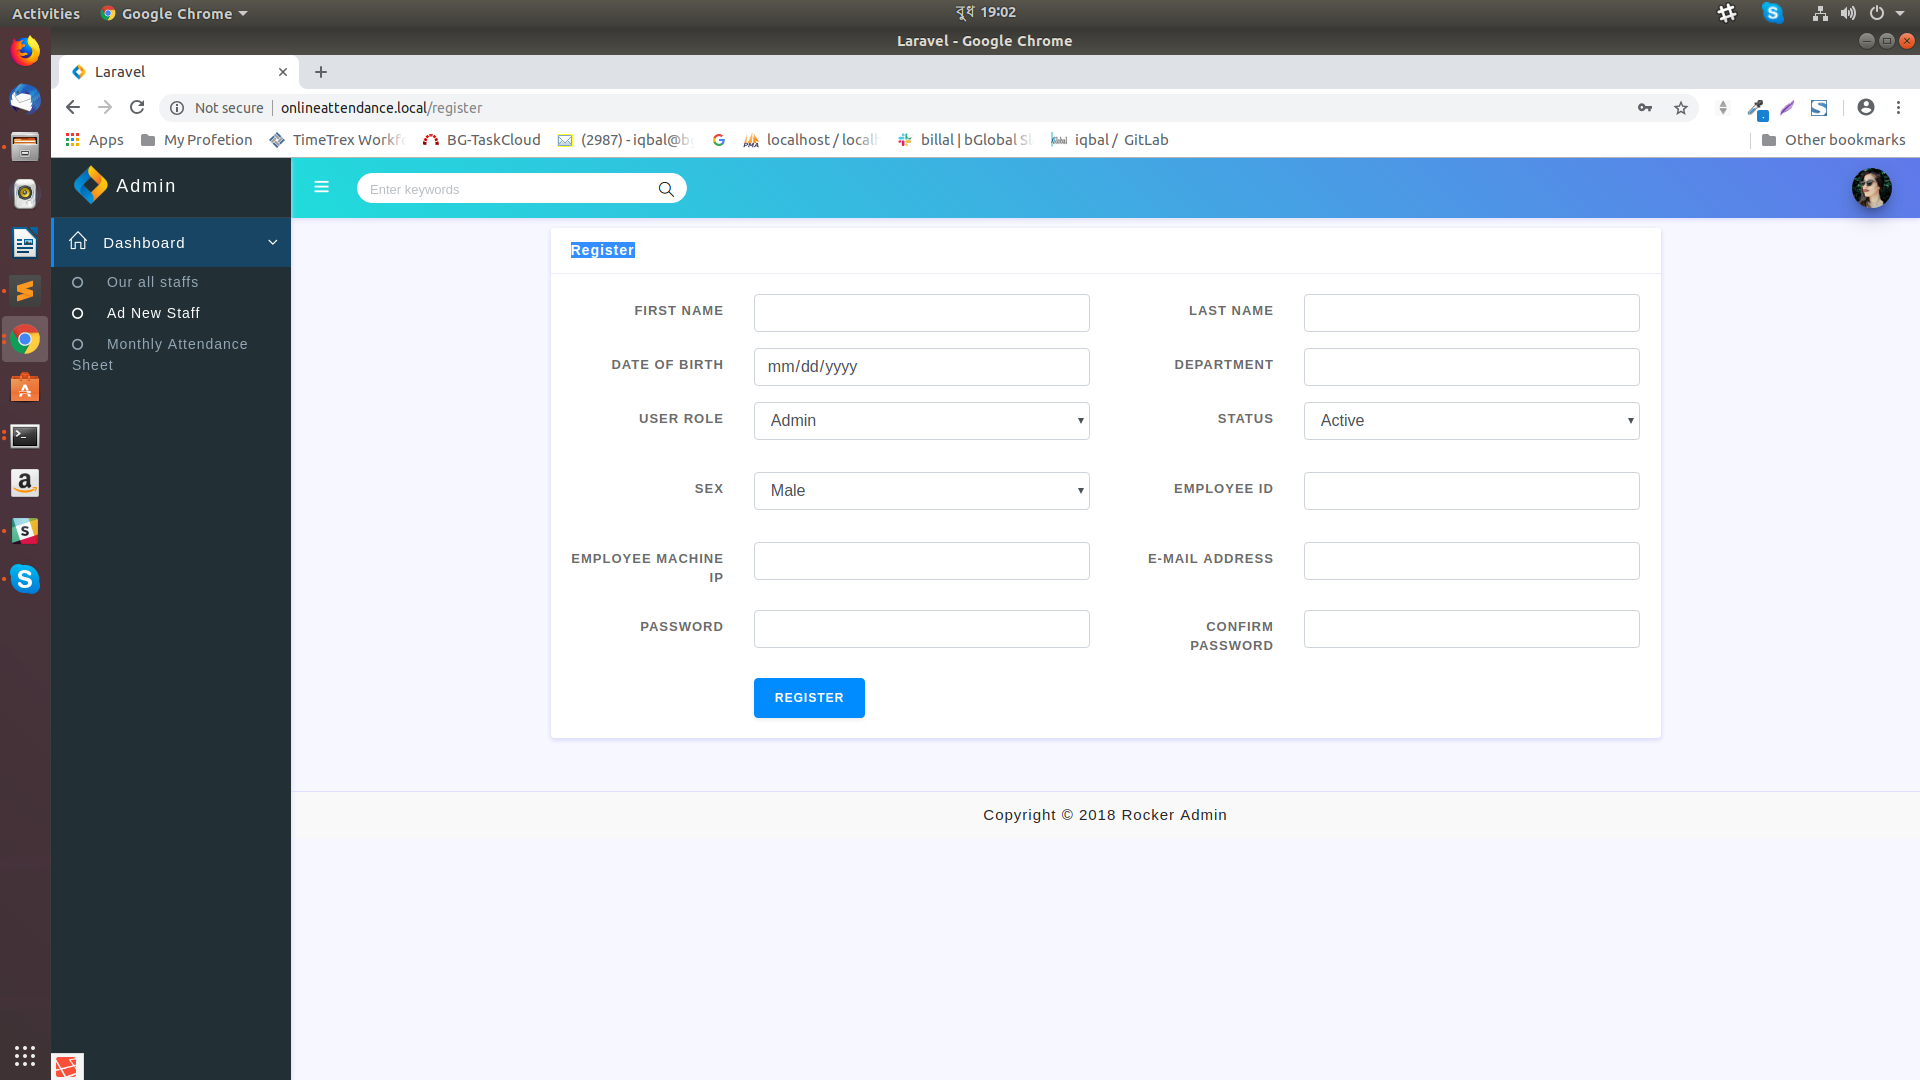 Activities Google Chrome বুধ 19:02
Laravel - Google Chrome
Laravel
Not secure onlineattendance.local/register
Apps My Profetion TimeTrex Workf BG-TaskCloud (2987) - iqbal@b localhost / local billal | bGlobal S iqbal / GitLab Other bookmarks
Admin
Enter keywords
Dashboard
Our all staffs
Ad New Staff
Monthly Attendance
Sheet
Register
FIRST NAME
LAST NAME
DATE OF BIRTH mm/dd/yyyy
DEPARTMENT
USER ROLE Admin
STATUS Active
SEX Male
EMPLOYEE ID
EMPLOYEE MACHINE
IP
E-MAIL ADDRESS
PASSWORD
CONFIRM
PASSWORD
REGISTER
Copyright © 2018 Rocker Admin